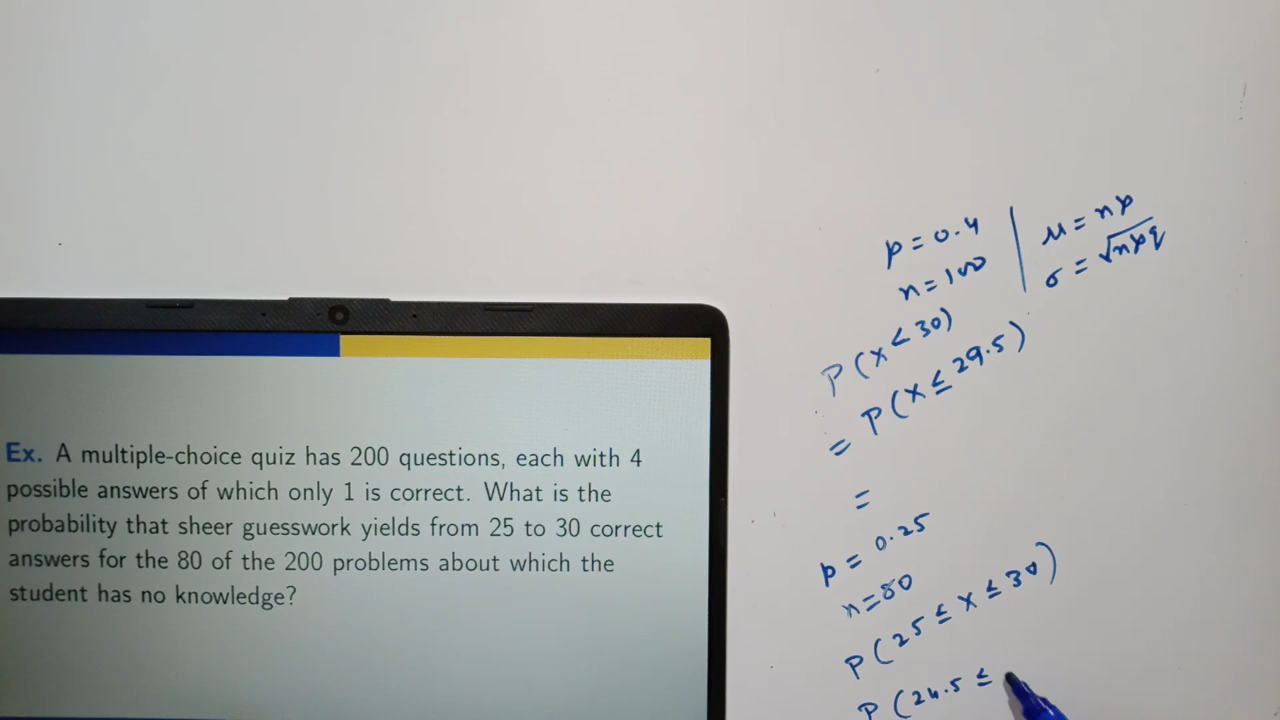 Ex. A multiple-choice quiz has 200 questions, each with 4
possible answers of which only 1 is correct. What is the
probability that sheer guesswork yields from 25 to 30 correct
answers for the 80 of the 200 problems about which the
student has no knowledge?
p = 0.4
n = 100
μ = np
σ = √npq
P(X < 30)
= P(X ≤ 29.5)
=
p = 0.25
n = 80
P(25 ≤ X ≤ 30)
P(24.5 ≤